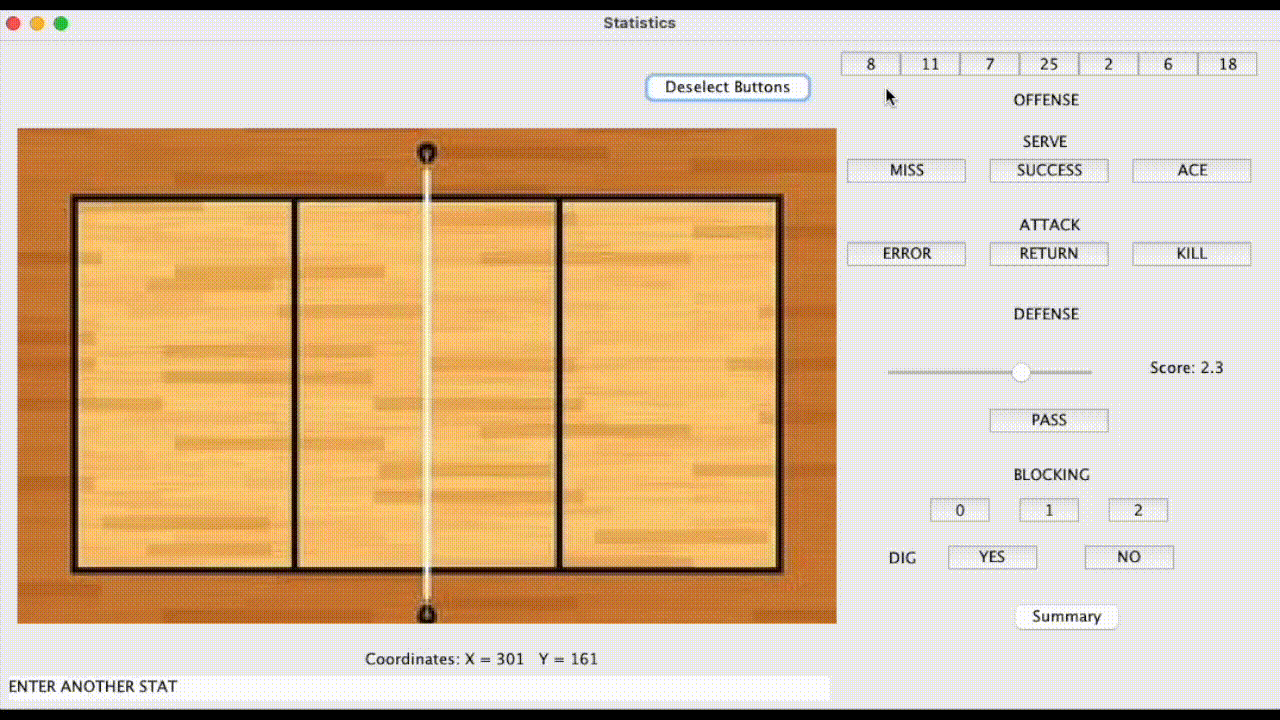 Statistics
8 11 7 25 2 6 18
Deselect Buttons
OFFENSE
SERVE
MISS SUCCESS ACE
ATTACK
ERROR RETURN KILL
DEFENSE
Score: 2.3
PASS
BLOCKING
0 1 2
DIG YES NO
Summary
Coordinates: X = 301 Y = 161
ENTER ANOTHER STAT